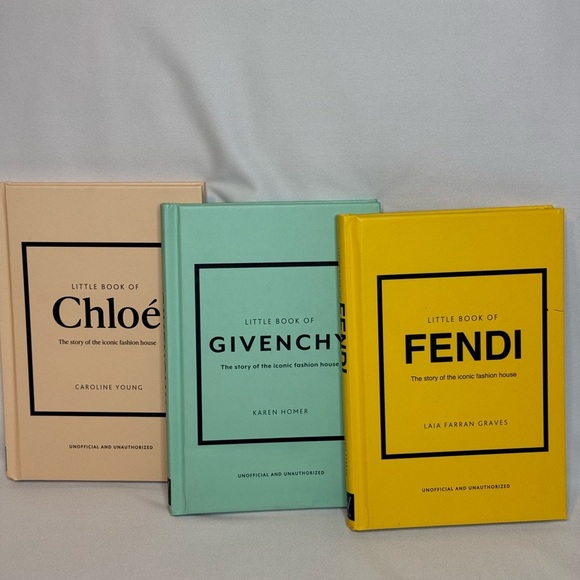 LITTLE BOOK OF
Chloé
The story of the iconic fashion house
CAROLINE YOUNG
UNOFFICIAL AND UNAUTHORIZED
LITTLE BOOK OF
GIVENCHY
The story of the iconic fashion house
KAREN HOMER
UNOFFICIAL AND UNAUTHORIZED
FENDI
LITTLE BOOK OF
FENDI
The story of the iconic fashion house
LAIA FARRAN GRAVES
UNOFFICIAL AND UNAUTHORIZED